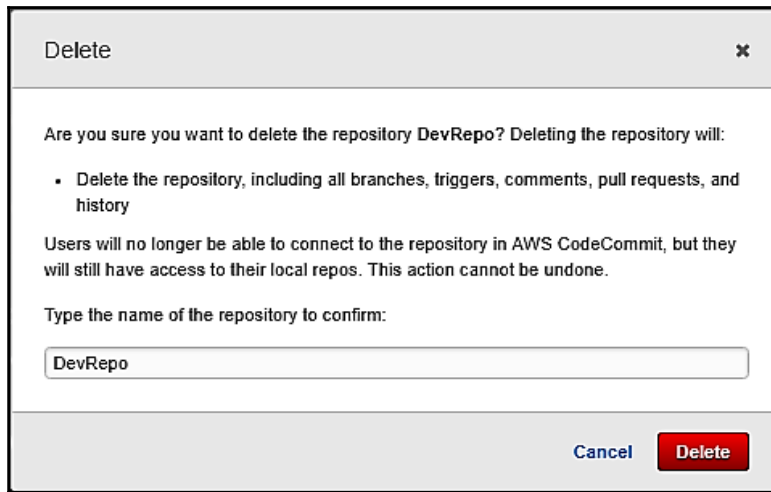 Delete
Are you sure you want to delete the repository DevRepo? Deleting the repository will:
• Delete the repository, including all branches, triggers, comments, pull requests, and
history
Users will no longer be able to connect to the repository in AWS CodeCommit, but they
will still have access to their local repos. This action cannot be undone.
Type the name of the repository to confirm:
DevRepo
Cancel Delete